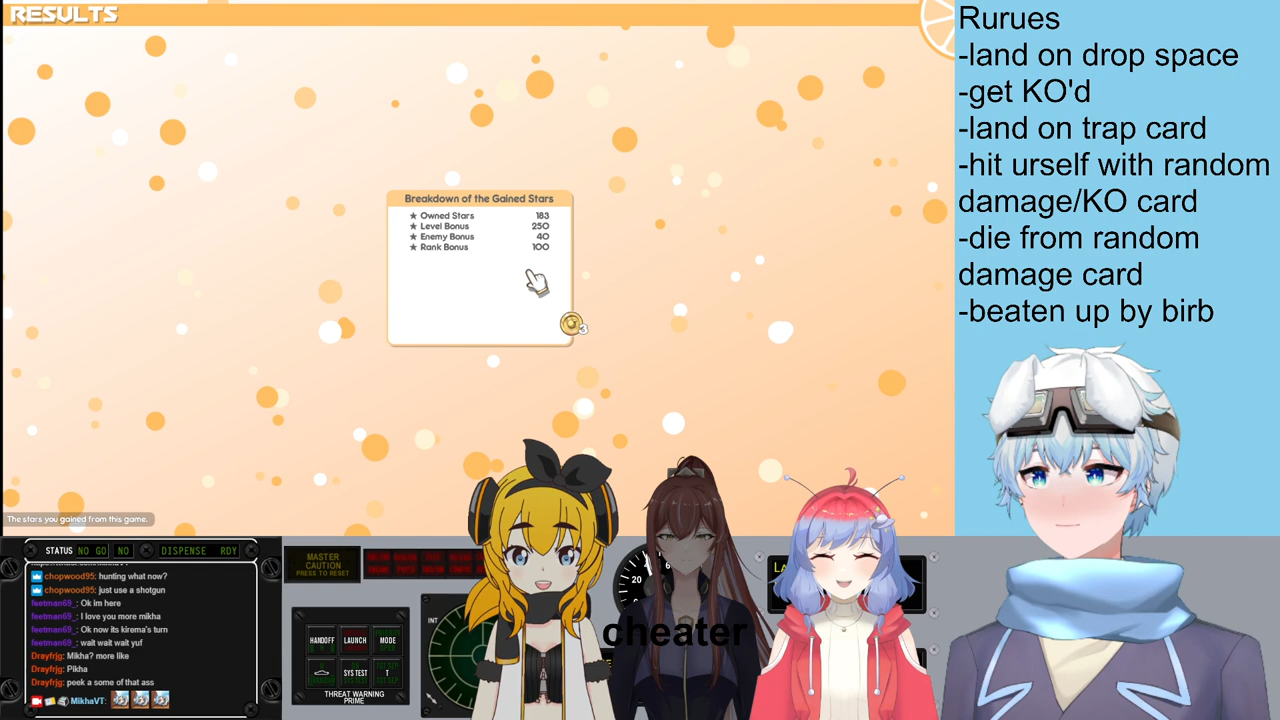 RESULTS
Breakdown of the Gained Stars
★ Owned Stars 183
★ Level Bonus 250
★ Enemy Bonus 40
★ Rank Bonus 100
3
The stars you gained from this game.
Rurues
-land on drop space
-get KO'd
-land on trap card
-hit urself with random
damage/KO card
-die from random
damage card
-beaten up by birb
STATUS NO GO NO DISPENSE RDY
chopwood95: hunting what now?
chopwood95: just use a shotgun
feetman69_: Ok im here
feetman69_: I love you more mikha
feetman69_: Ok now its kirema's turn
feetman69_: wait wait wait yuf
Drayfrjg: Mikha? more like
Drayfrjg: Pikha
Drayfrjg: peek a some of that ass
MikhaVT:
MASTER
CAUTION
PRESS TO RESET
HANDOFF LAUNCH MODE
SYS TEST T
THREAT WARNING
PRIME
INT
20
6
LA
cheater